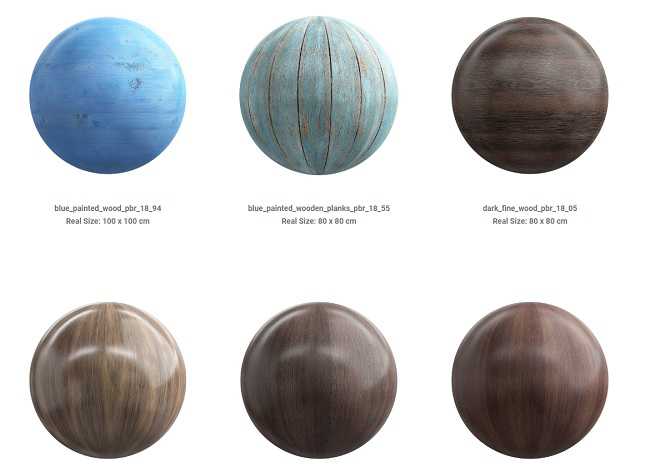 blue_painted_wood_pbr_18_94
Real Size: 100 x 100 cm
blue_painted_wooden_planks_pbr_18_55
Real Size: 80 x 80 cm
dark_fine_wood_pbr_18_05
Real Size: 80 x 80 cm